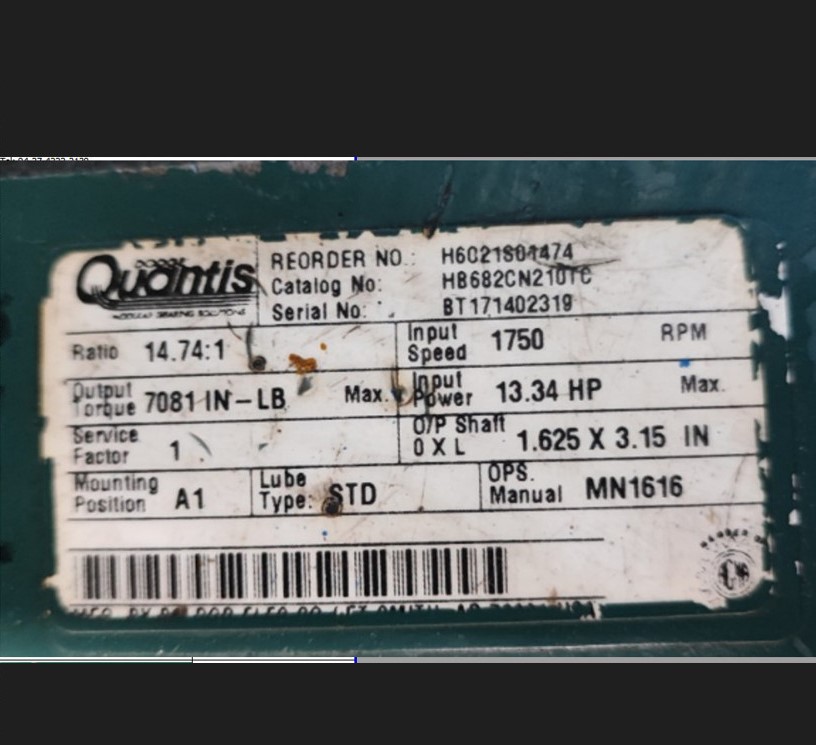 Quantis
REORDER NO.: H6021S01474
Catalog No: HB682CN210TC
Serial No: BT171402319
Ratio 14.74:1
Input Speed 1750 RPM
Output Torque 7081 IN-LB Max.
Input Power 13.34 HP Max.
Service Factor 1
O/P Shaft O X L 1.625 X 3.15 IN
Mounting Position A1
Lube Type: STD
OPS. Manual MN1616